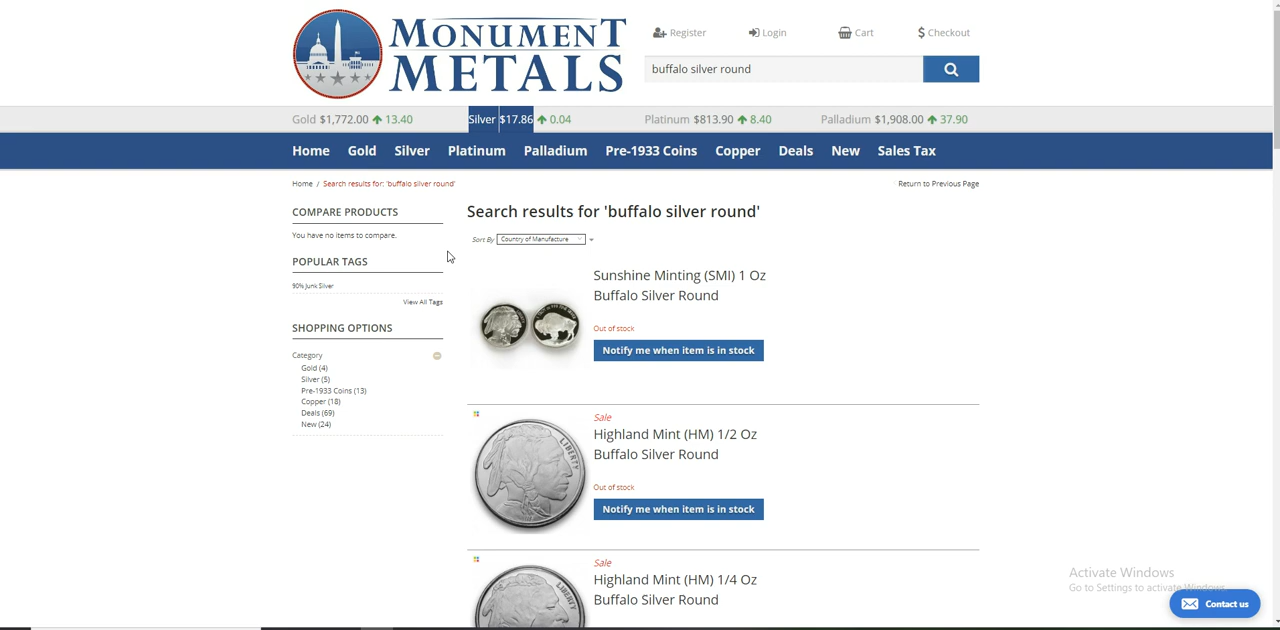 MONUMENT
METALS
Register
Login
Cart
$ Checkout
buffalo silver round
Gold $1,772.00 13.40
Silver $17.86 0.04
Platinum $813.90 8.40
Palladium $1,908.00 37.90
Home Gold Silver Platinum Palladium Pre-1933 Coins Copper Deals New Sales Tax
Home / Search results for: 'buffalo silver round'
Return to Previous Page
COMPARE PRODUCTS
You have no items to compare.
POPULAR TAGS
90% Junk Silver
View All Tags
SHOPPING OPTIONS
Category
Gold (4)
Silver (5)
Pre-1933 Coins (13)
Copper (18)
Deals (69)
New (24)
Search results for 'buffalo silver round'
Sort By Country of Manufacture
Sunshine Minting (SMI) 1 Oz
Buffalo Silver Round
Out of stock
Notify me when item is in stock
LIBERTY
Sale
Highland Mint (HM) 1/2 Oz
Buffalo Silver Round
Out of stock
Notify me when item is in stock
Sale
Highland Mint (HM) 1/4 Oz
Buffalo Silver Round
Activate Windows
Go to Settings to activate Windows.
Contact us